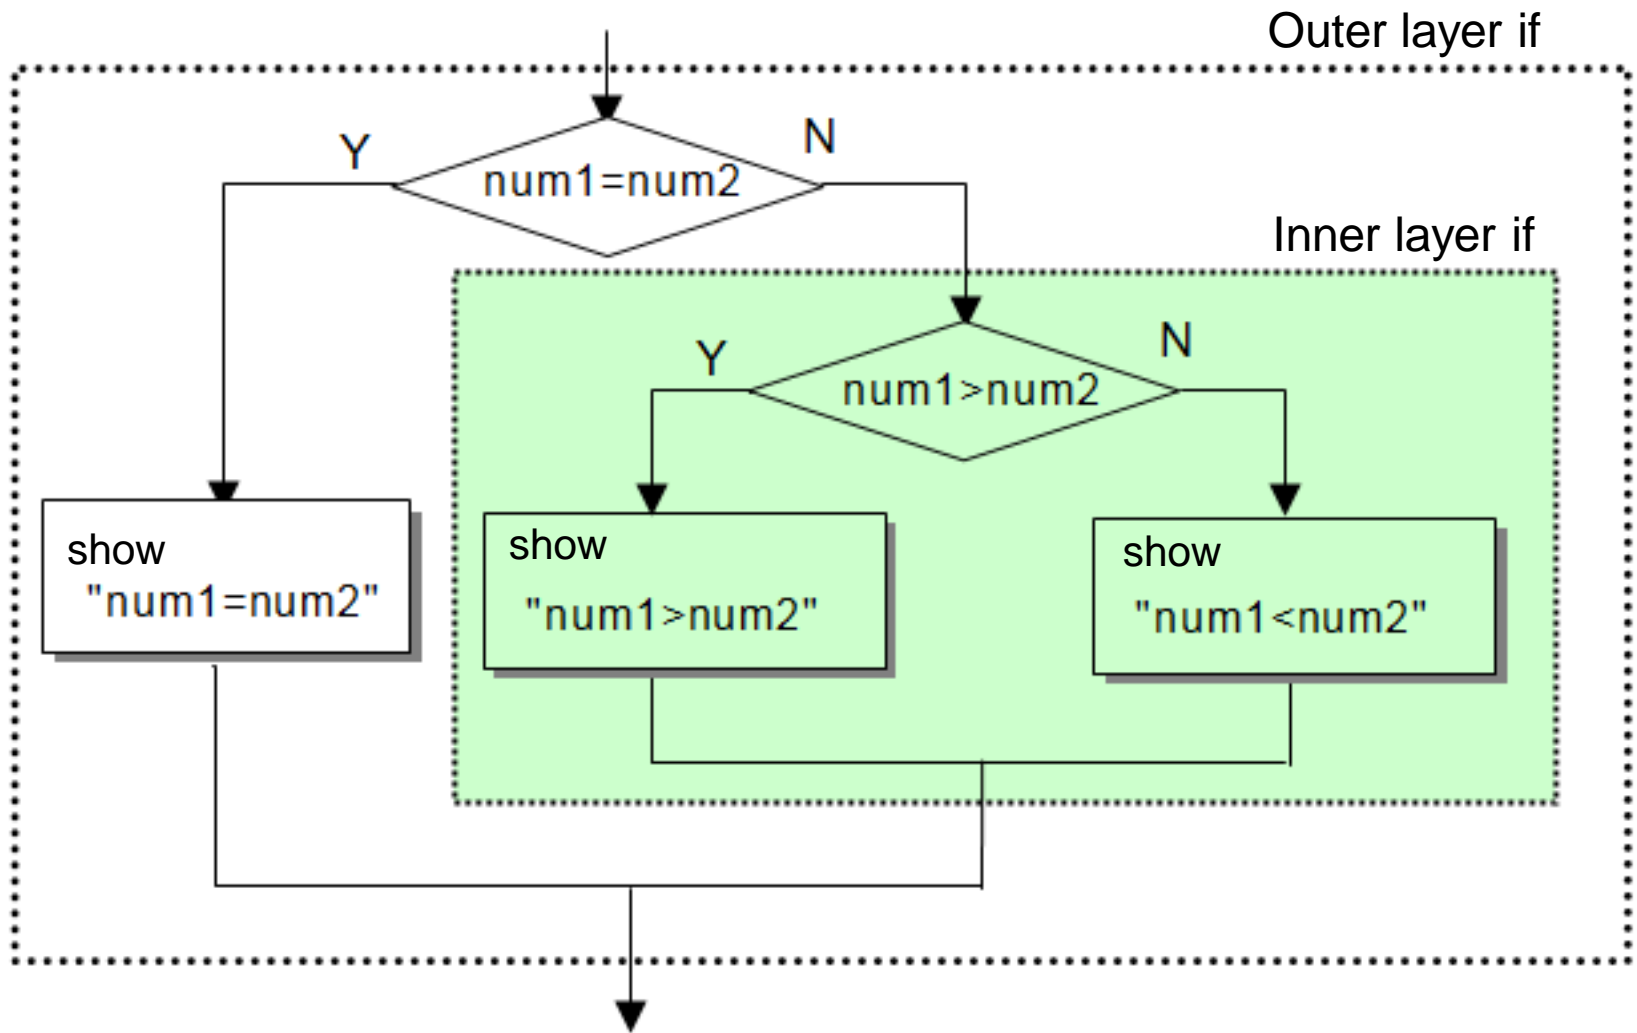 Outer layer if
Y
N
num1=num2
Inner layer if
Y
N
num1>num2
show
"num1=num2"
show
"num1>num2"
show
"num1<num2"